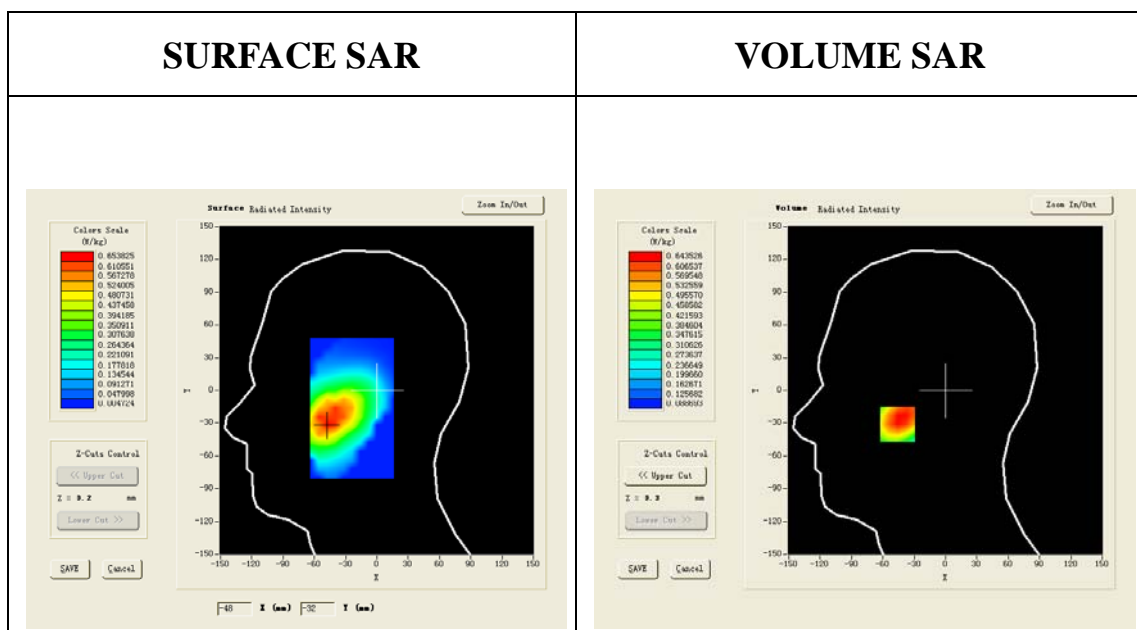 SURFACE SAR
VOLUME SAR
Surface Radiated Intensity
Zoom In/Out
Colors Scale
(W/kg)
0.653825
0.610551
0.567278
0.524005
0.480731
0.437458
0.394185
0.350911
0.307638
0.264364
0.221091
0.177818
0.134544
0.091271
0.047998
0.004724
Z-Cuts Control
<< Upper Cut
mm
Lower Cut >>
SAVE
Cancel
150
120
90
60
30
0
-30
-60
-90
-120
-150
-150 -120 -90 -60 -30 0 30 60 90 120 150
X
-48 X (mm) -32 Y (mm)
Volume Radiated Intensity
Zoom In/Out
Colors Scale
(W/kg)
0.643526
0.606537
0.569548
0.532559
0.495570
0.458582
0.421593
0.384604
0.347615
0.310626
0.273637
0.236649
0.199660
0.162671
0.125682
Z-Cuts Control
<< Upper Cut
mm
Lower Cut >>
SAVE
Cancel
150
120
90
60
30
0
-30
-60
-90
-120
-150
-150 -120 -90 -60 -30 0 30 60 90 120 150
X